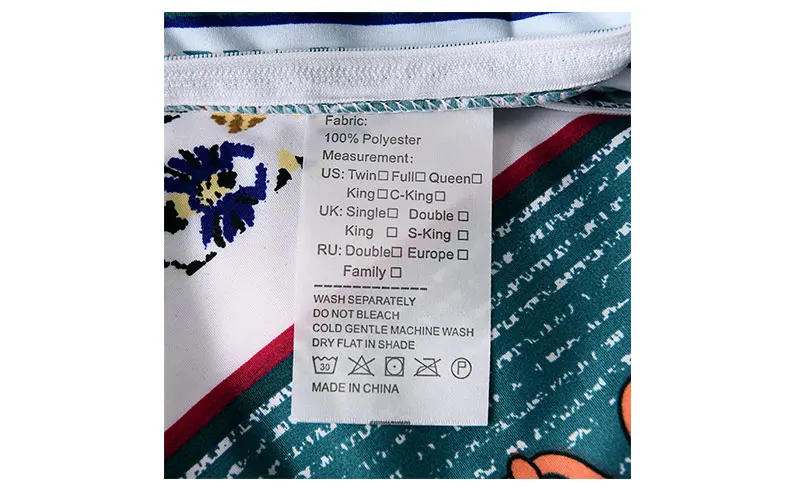 Fabric:
100% Polyester
Measurement:
US: Twin□ Full□ Queen□
King□ C-King□
UK: Single□ Double □
King □ S-King □
RU: Double□ Europe □
Family □
WASH SEPARATELY
DO NOT BLEACH
COLD GENTLE MACHINE WASH
DRY FLAT IN SHADE
30 P
MADE IN CHINA